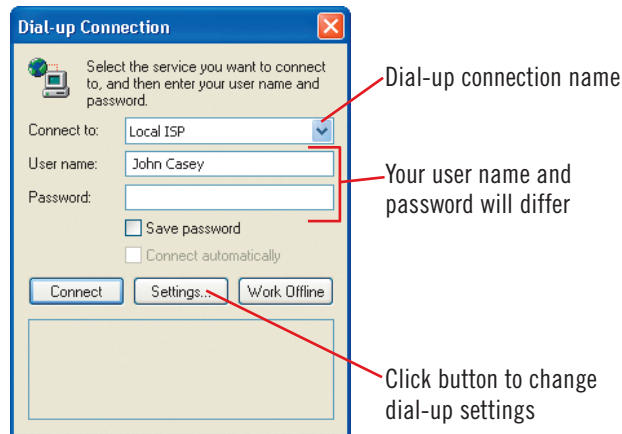 Dial-up Connection
Select the service you want to connect
to, and then enter your user name and
password.
Connect to:
Local ISP
User name:
John Casey
Password:
Save password
Connect automatically
Connect
Settings...
Work Offline
Dial-up connection name
Your user name and
password will differ
Click button to change
dial-up settings